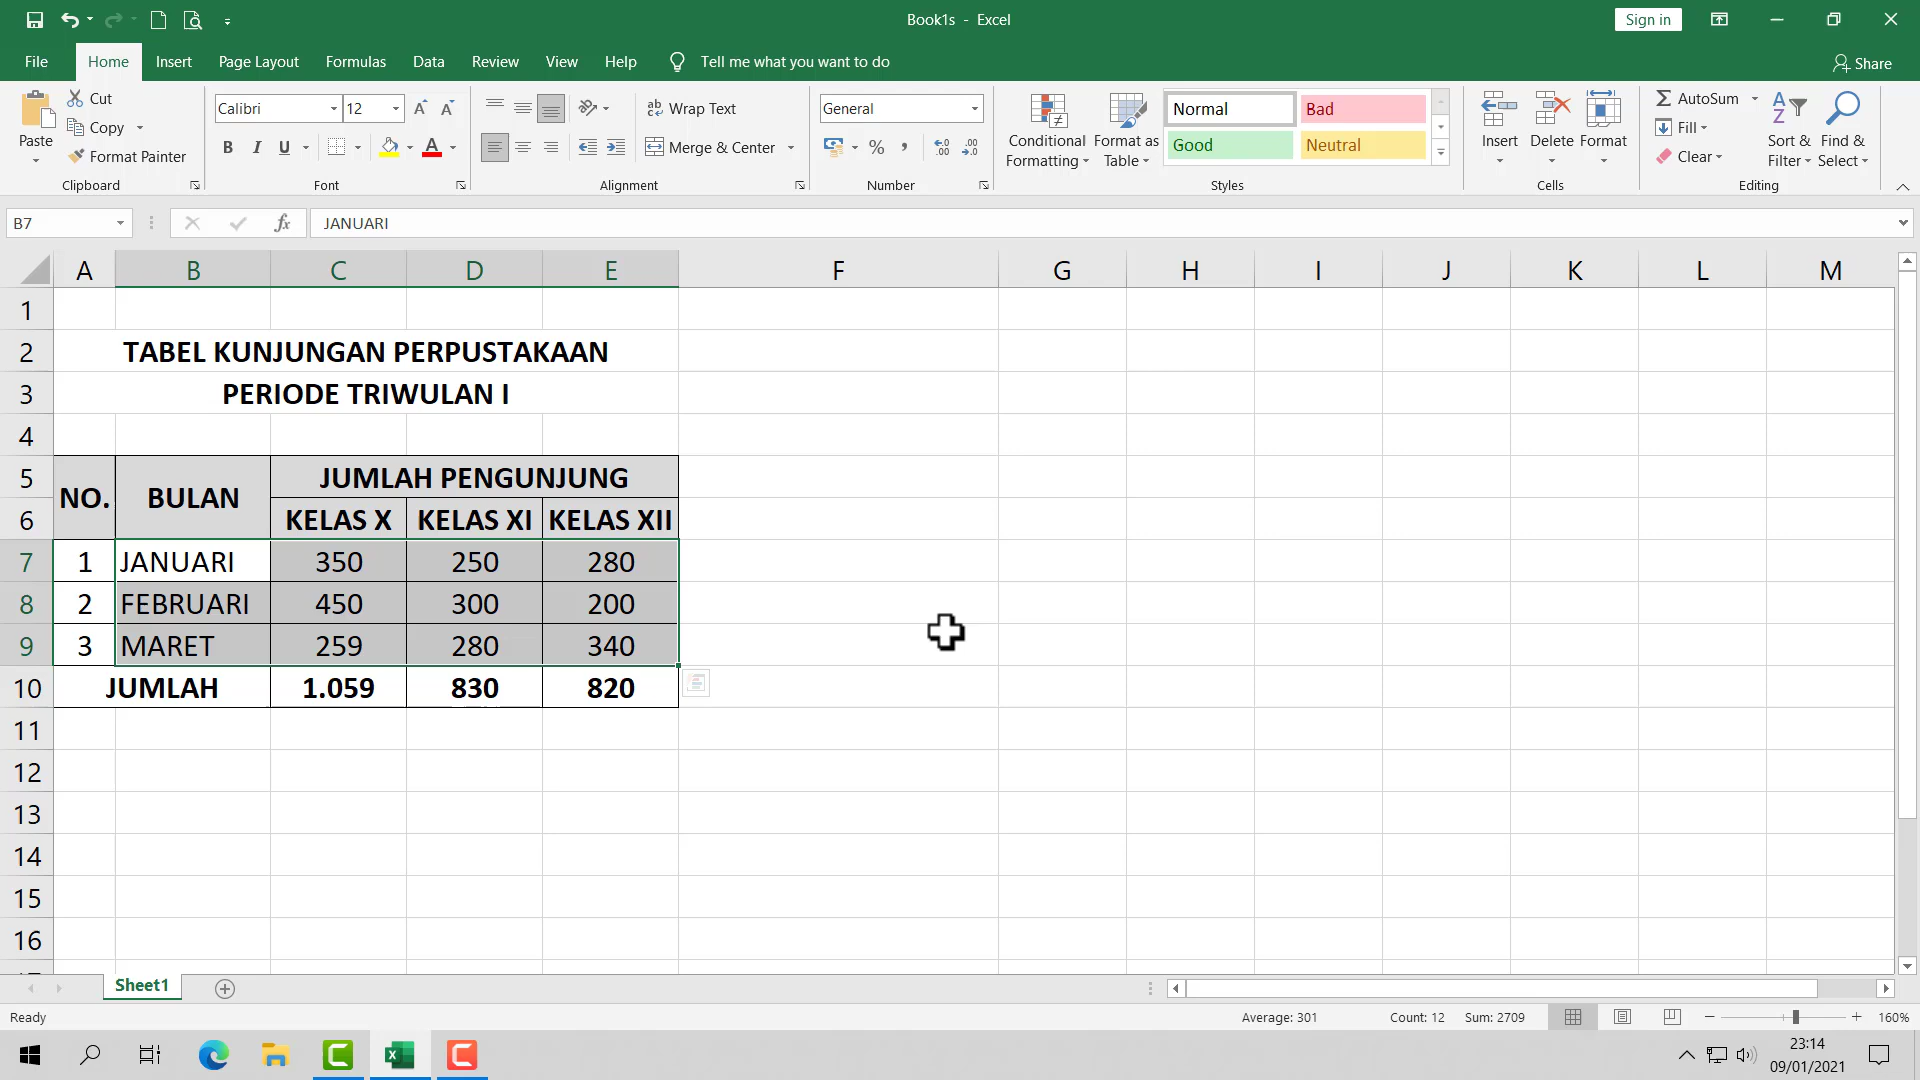 Book1s - Excel
Sign in
File Home Insert Page Layout Formulas Data Review View Help Tell me what you want to do Share
Paste
Cut
Copy
Format Painter
Clipboard
Calibri 12
B I U
Font
Wrap Text
Merge & Center
Alignment
General
% ,
Number
Conditional Formatting
Format as Table
Normal Bad
Good Neutral
Styles
Insert Delete Format
Cells
AutoSum
Fill
Clear
Sort & Filter
Find & Select
Editing
B7 fx JANUARI
A B C D E F G H I J K L M
1
2 TABEL KUNJUNGAN PERPUSTAKAAN
3 PERIODE TRIWULAN I
4
5 NO. BULAN JUMLAH PENGUNJUNG
6 KELAS X KELAS XI KELAS XII
7 1 JANUARI 350 250 280
8 2 FEBRUARI 450 300 200
9 3 MARET 259 280 340
10 JUMLAH 1.059 830 820
11
12
13
14
15
16
Sheet1
Ready Average: 301 Count: 12 Sum: 2709 160%
23:14
09/01/2021